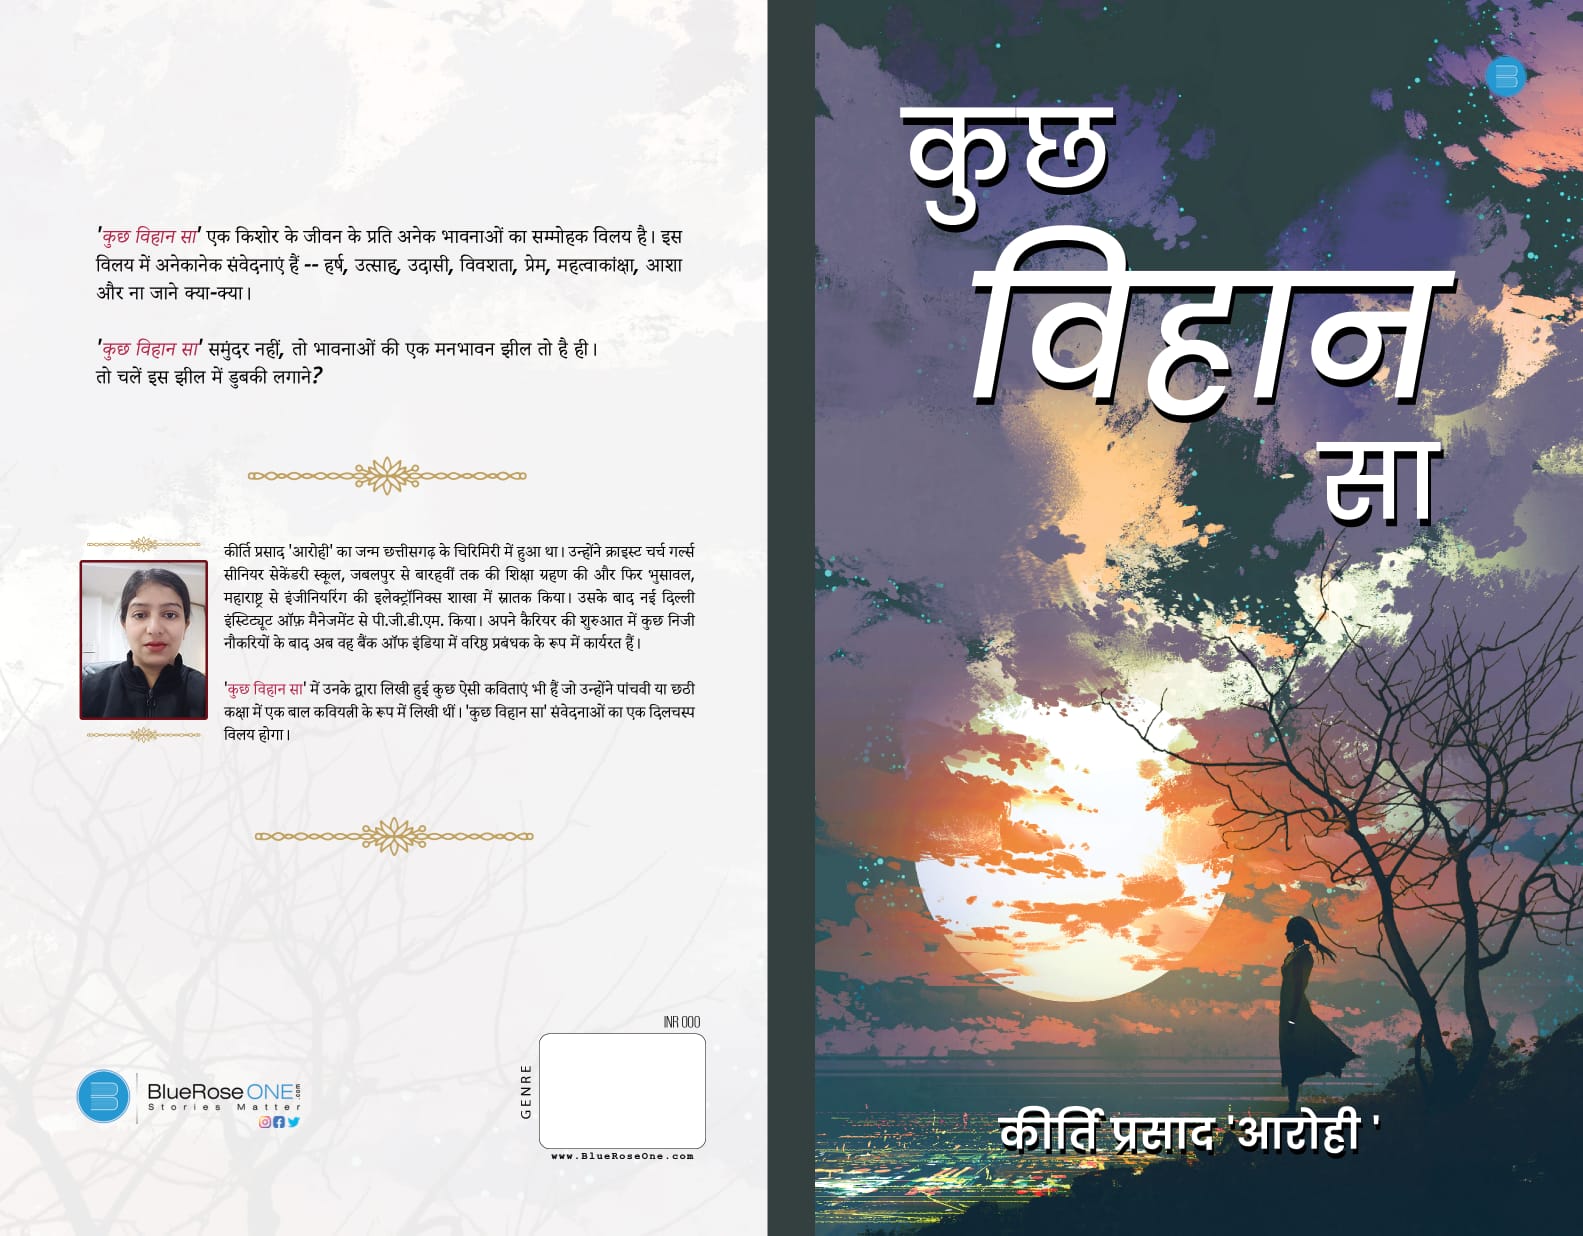 'कुछ विहान सा' एक किशोर के जीवन के प्रति अनेक भावनाओं का सम्मोहक विलय है। इस
विलय में अनेकानेक संवेदनाएं हैं -- हर्ष, उत्साह, उदासी, विवशता, प्रेम, महत्वाकांक्षा, आशा
और ना जाने क्या-क्या।
'कुछ विहान सा' समुंदर नहीं, तो भावनाओं की एक मनभावन झील तो है ही।
तो चलें इस झील में डुबकी लगाने?
कीर्ति प्रसाद 'आरोही' का जन्म छत्तीसगढ़ के चिरिमिरी में हुआ था। उन्होंने क्राइस्ट चर्च गर्ल्स
सीनियर सेकेंडरी स्कूल, जबलपुर से बारहवीं तक की शिक्षा ग्रहण की और फिर भुसावल,
महाराष्ट्र से इंजीनियरिंग की इलेक्ट्रॉनिक्स शाखा में स्नातक किया। उसके बाद नई दिल्ली
इंस्टिट्यूट ऑफ़ मैनेजमेंट से पी.जी.डी.एम. किया। अपने कैरियर की शुरुआत में कुछ निजी
नौकरियों के बाद अब वह बैंक ऑफ इंडिया में वरिष्ठ प्रबंधक के रूप में कार्यरत हैं।
'कुछ विहान सा' में उनके द्वारा लिखी हुई कुछ ऐसी कविताएं भी हैं जो उन्होंने पांचवी या छठी
कक्षा में एक बाल कवियत्री के रूप में लिखी थीं। 'कुछ विहान सा' संवेदनाओं का एक दिलचस्प
विलय होगा।
INR 000
GENRE
BlueRoseONE.com
Stories Matter
www.BlueRoseOne.com
कुछ
विहान
सा
कीर्ति प्रसाद 'आरोही '